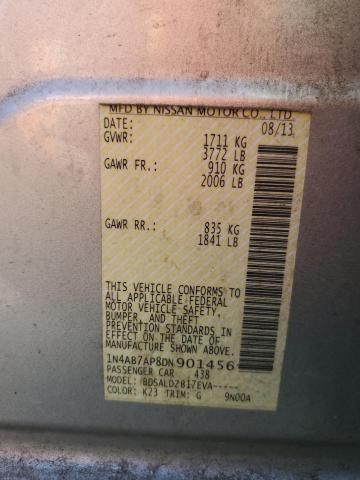 MFD BY NISSAN MOTOR CO., LTD.
DATE: 08/13
GVWR: 1711 KG
3772 LB
GAWR FR.: 910 KG
2006 LB
GAWR RR.: 835 KG
1841 LB
THIS VEHICLE CONFORMS TO
ALL APPLICABLE FEDERAL
MOTOR VEHICLE SAFETY,
BUMPER, AND THEFT
PREVENTION STANDARDS IN
EFFECT ON THE DATE OF
MANUFACTURE SHOWN ABOVE.
1N4AB7AP8DN901456
PASSENGER CAR 438
MODEL: BDSALDZB17EVA-----
COLOR: K23 TRIM: G 9N00A